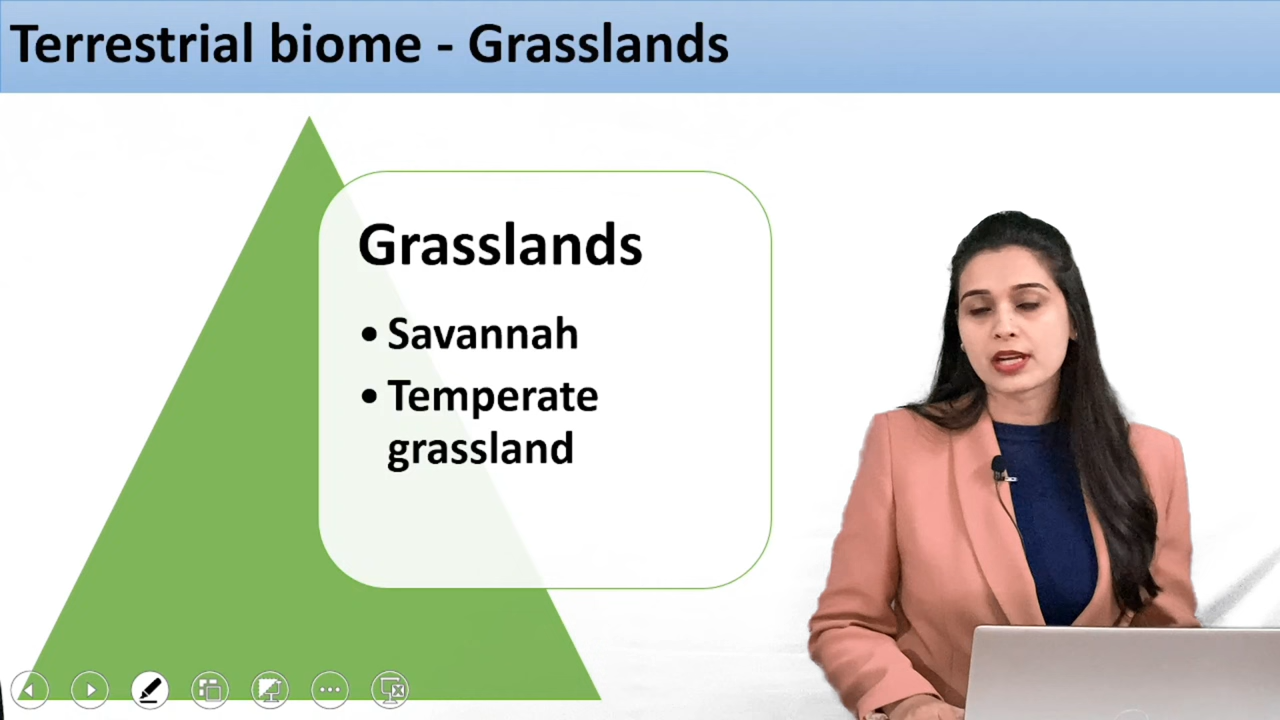 Terrestrial biome - Grasslands
Grasslands
• Savannah
• Temperate
grassland